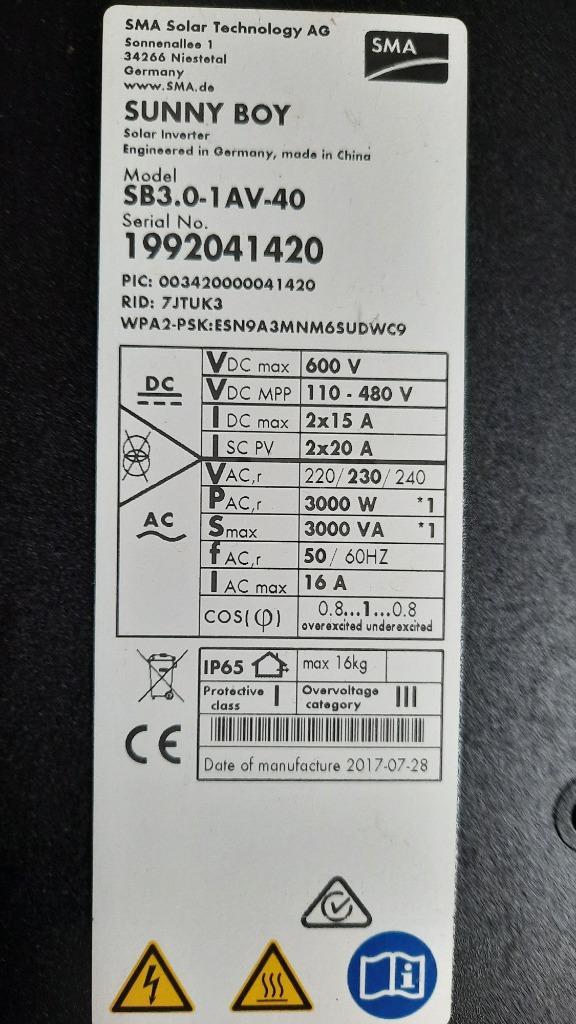 SMA Solar Technology AG
Sonnenallee 1
34266 Niestetal
Germany
www.SMA.de
SMA
SUNNY BOY
Solar Inverter
Engineered in Germany, made in China
Model
SB3.0-1AV-40
Serial No.
1992041420
PIC: 003420000041420
RID: 7JTUK3
WPA2-PSK:ESN9A3MNM6SUDWC9
DC
VDC max 600 V
VDC MPP 110 - 480 V
I DC max 2x15 A
I SC PV 2x20 A
AC
VAC,r 220/230/240
PAC,r 3000 W *1
Smax 3000 VA *1
fAC,r 50/ 60HZ
I AC max 16 A
COS(φ) 0.8...1...0.8
overexcited underexcited
IP65 max 16kg
Protective class I Overvoltage category III
CE
Date of manufacture 2017-07-28
i